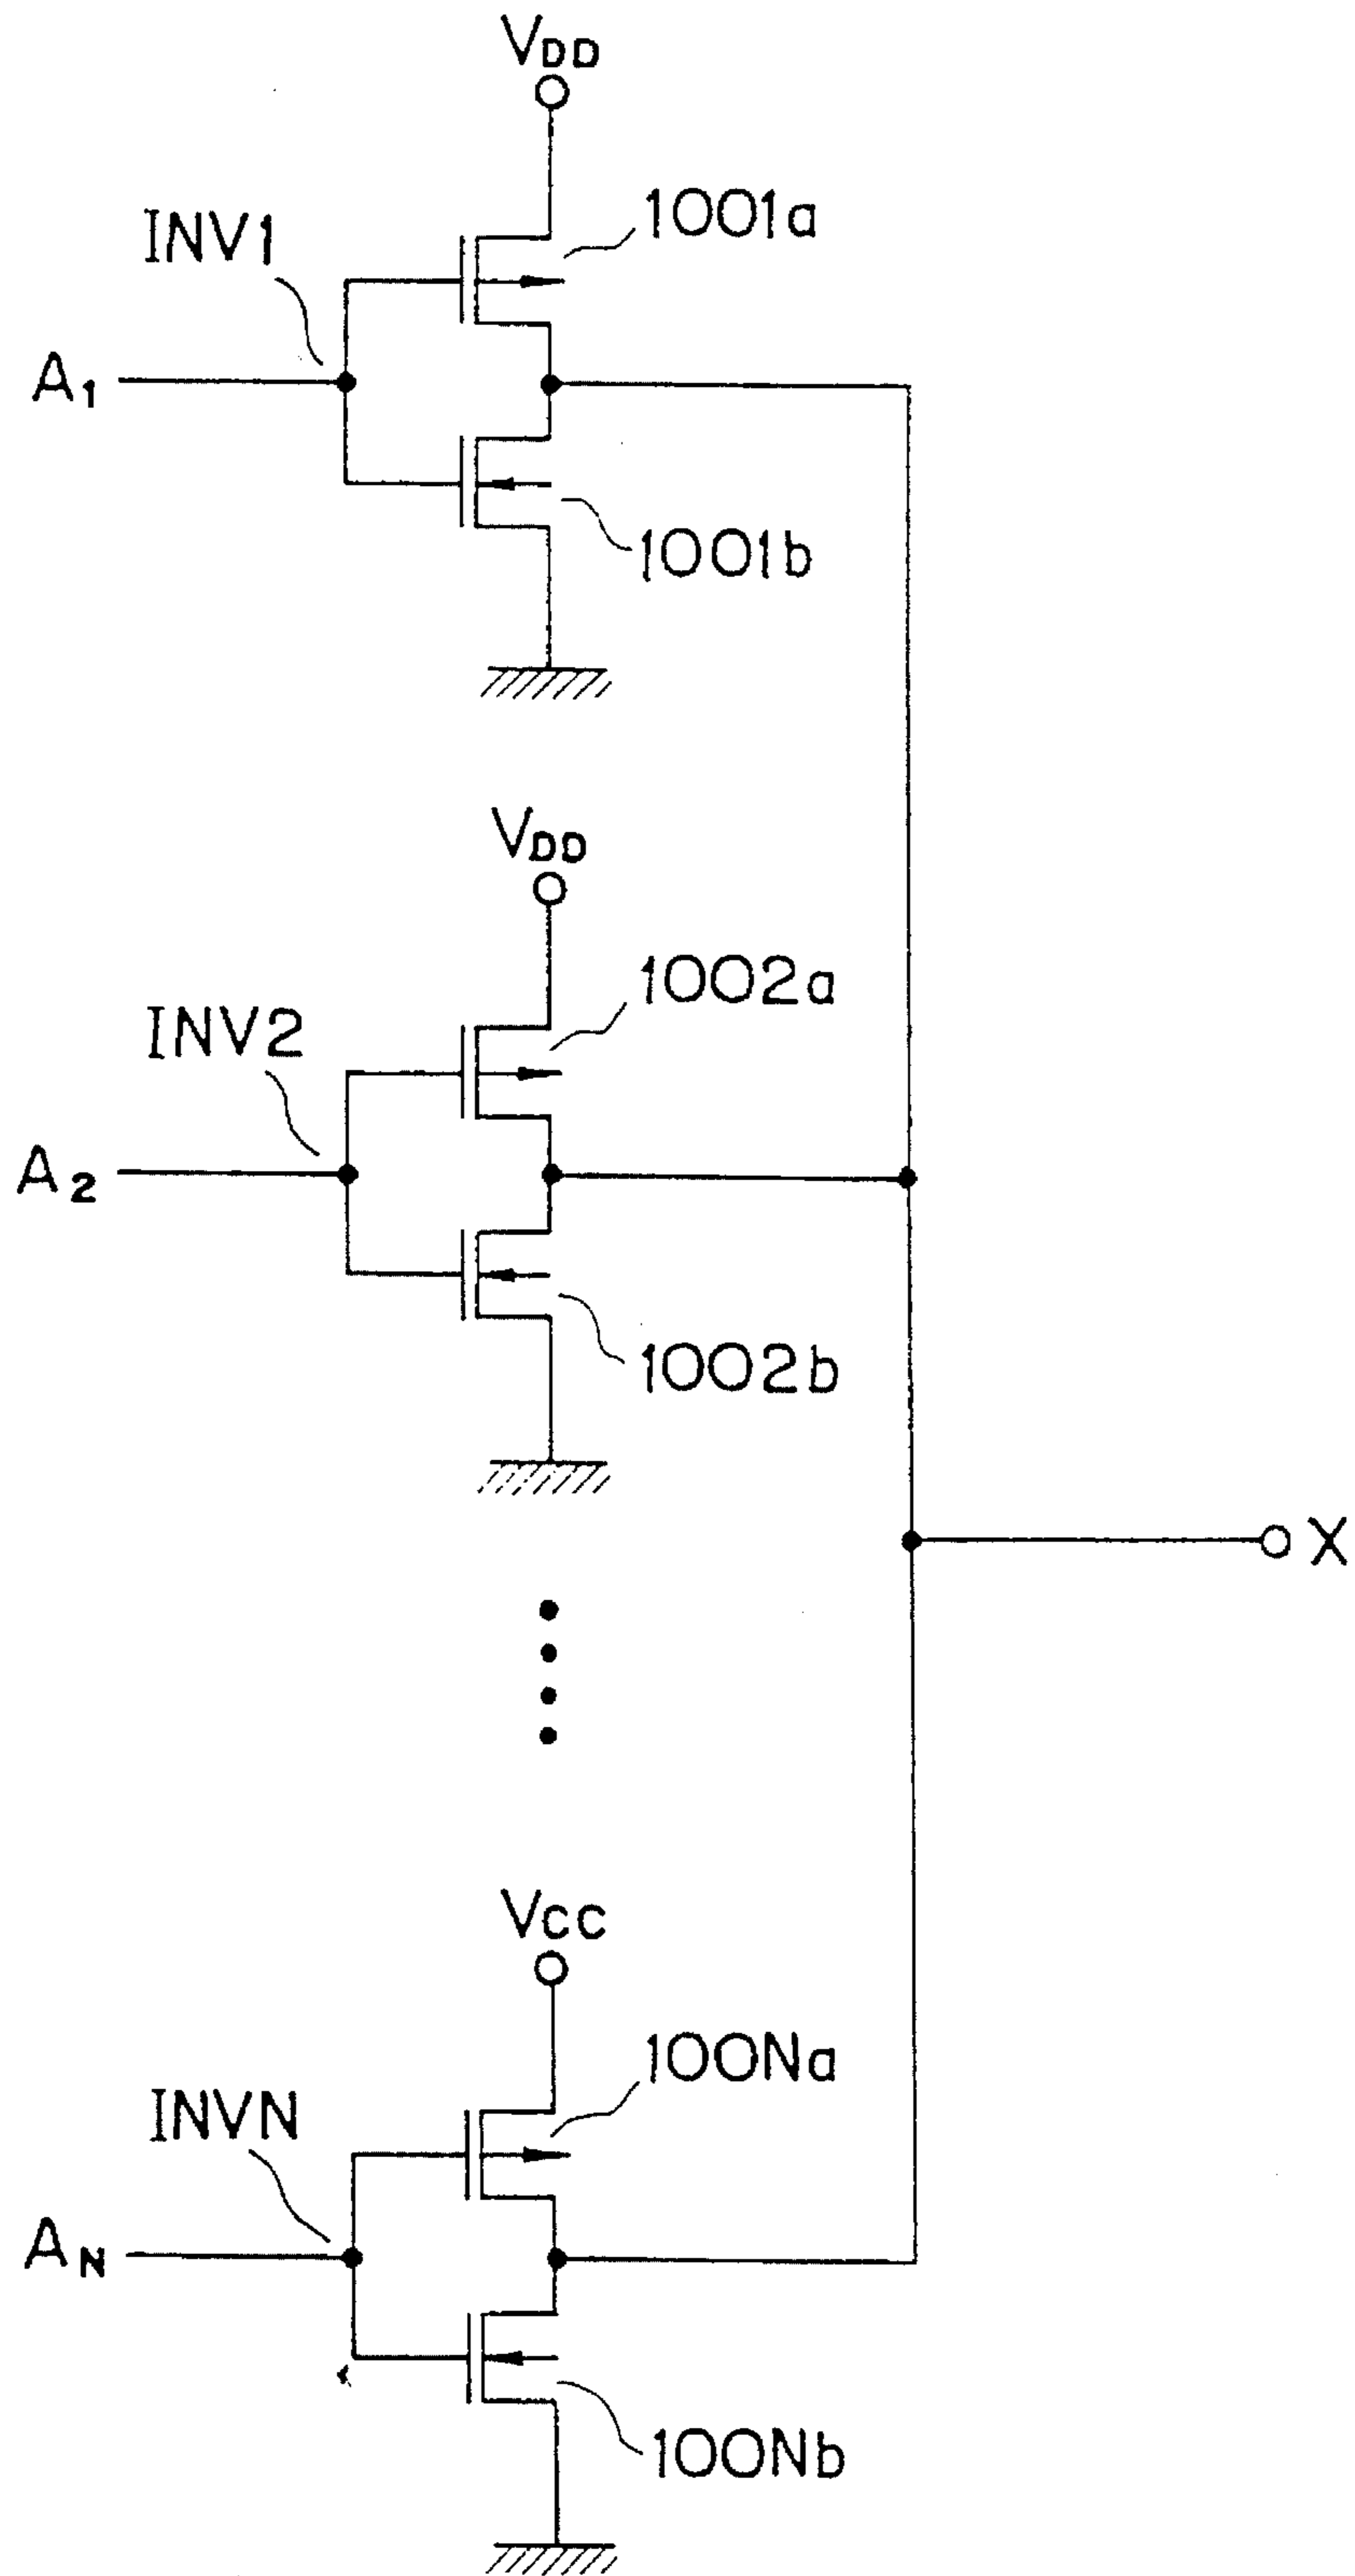 VDD
1001a
INV1
A1
1001b
VDD
1002a
INV2
A2
1002b
X
Vcc
100Na
INVN
AN
100Nb